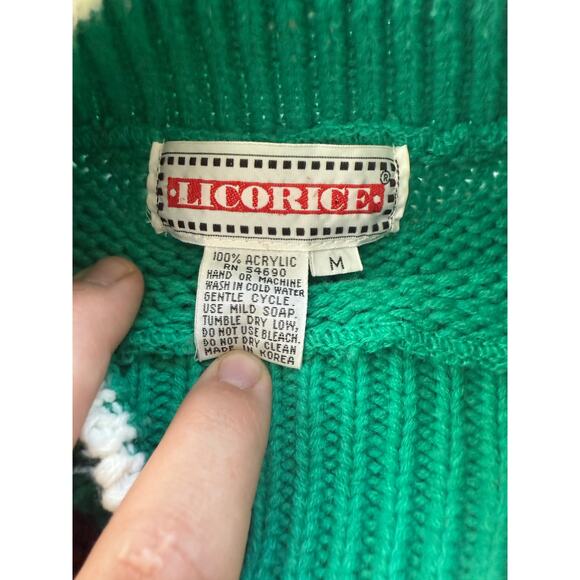 ·LICORICE·®
100% ACRYLIC
RN 54690
HAND OR MACHINE
WASH IN COLD WATER
GENTLE CYCLE.
USE MILD SOAP.
TUMBLE DRY LOW,
DO NOT USE BLEACH.
DO NOT DRY CLEAN
MADE IN KOREA
M